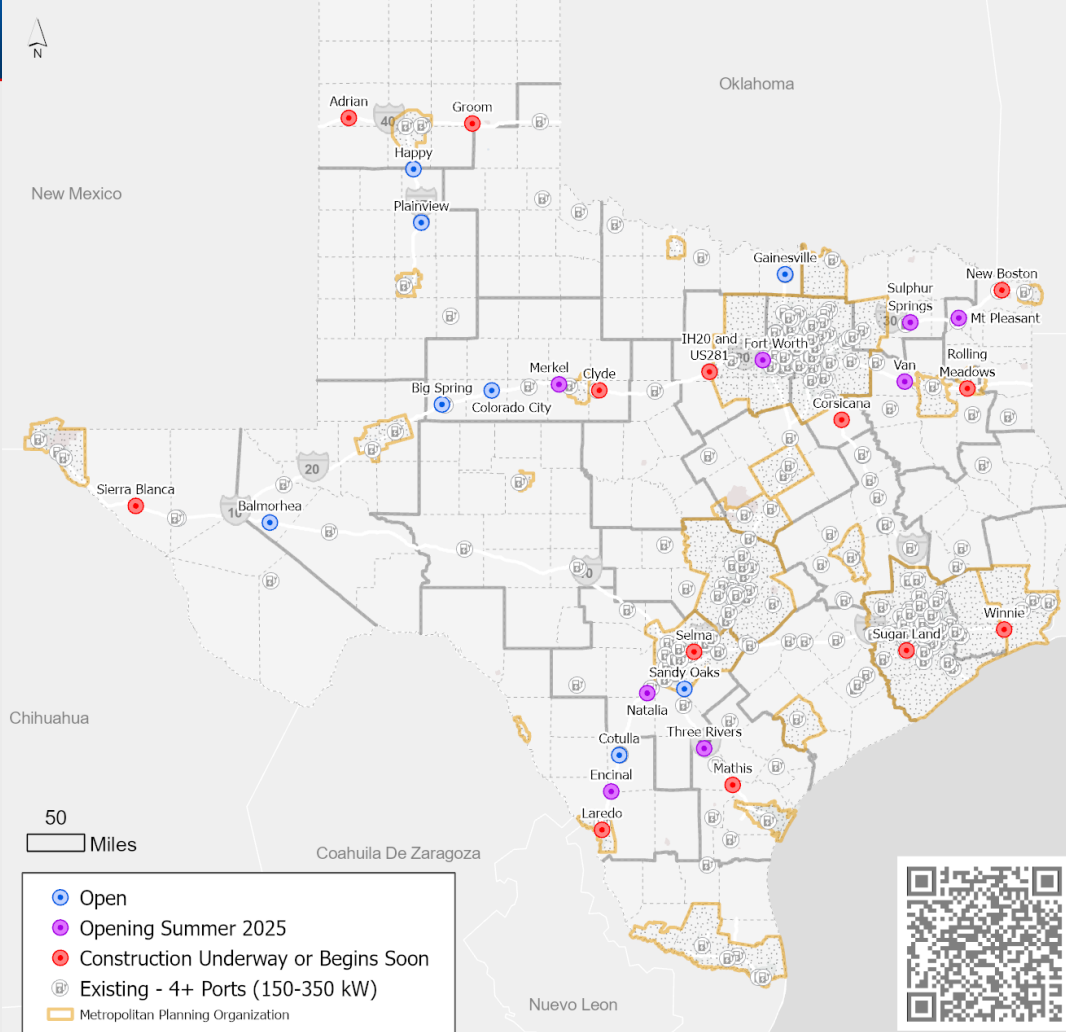 N
Oklahoma
Adrian
40
Groom
Happy
New Mexico
Plainview
Gainesville
New Boston
Sulphur
Springs
30
Mt Pleasant
IH20 and
US281
20
Fort Worth
Rolling
Meadows
Van
Merkel
Clyde
Big Spring
Colorado City
Corsicana
20
Sierra Blanca
10
Balmorhea
10
Winnie
Selma
Sugar Land
Sandy Oaks
Natalia
Chihuahua
Cotulla
Three Rivers
Encinal
Mathis
Laredo
50
Miles
Coahuila De Zaragoza
Open
Opening Summer 2025
Construction Underway or Begins Soon
Existing - 4+ Ports (150-350 kW)
Metropolitan Planning Organization
Nuevo Leon